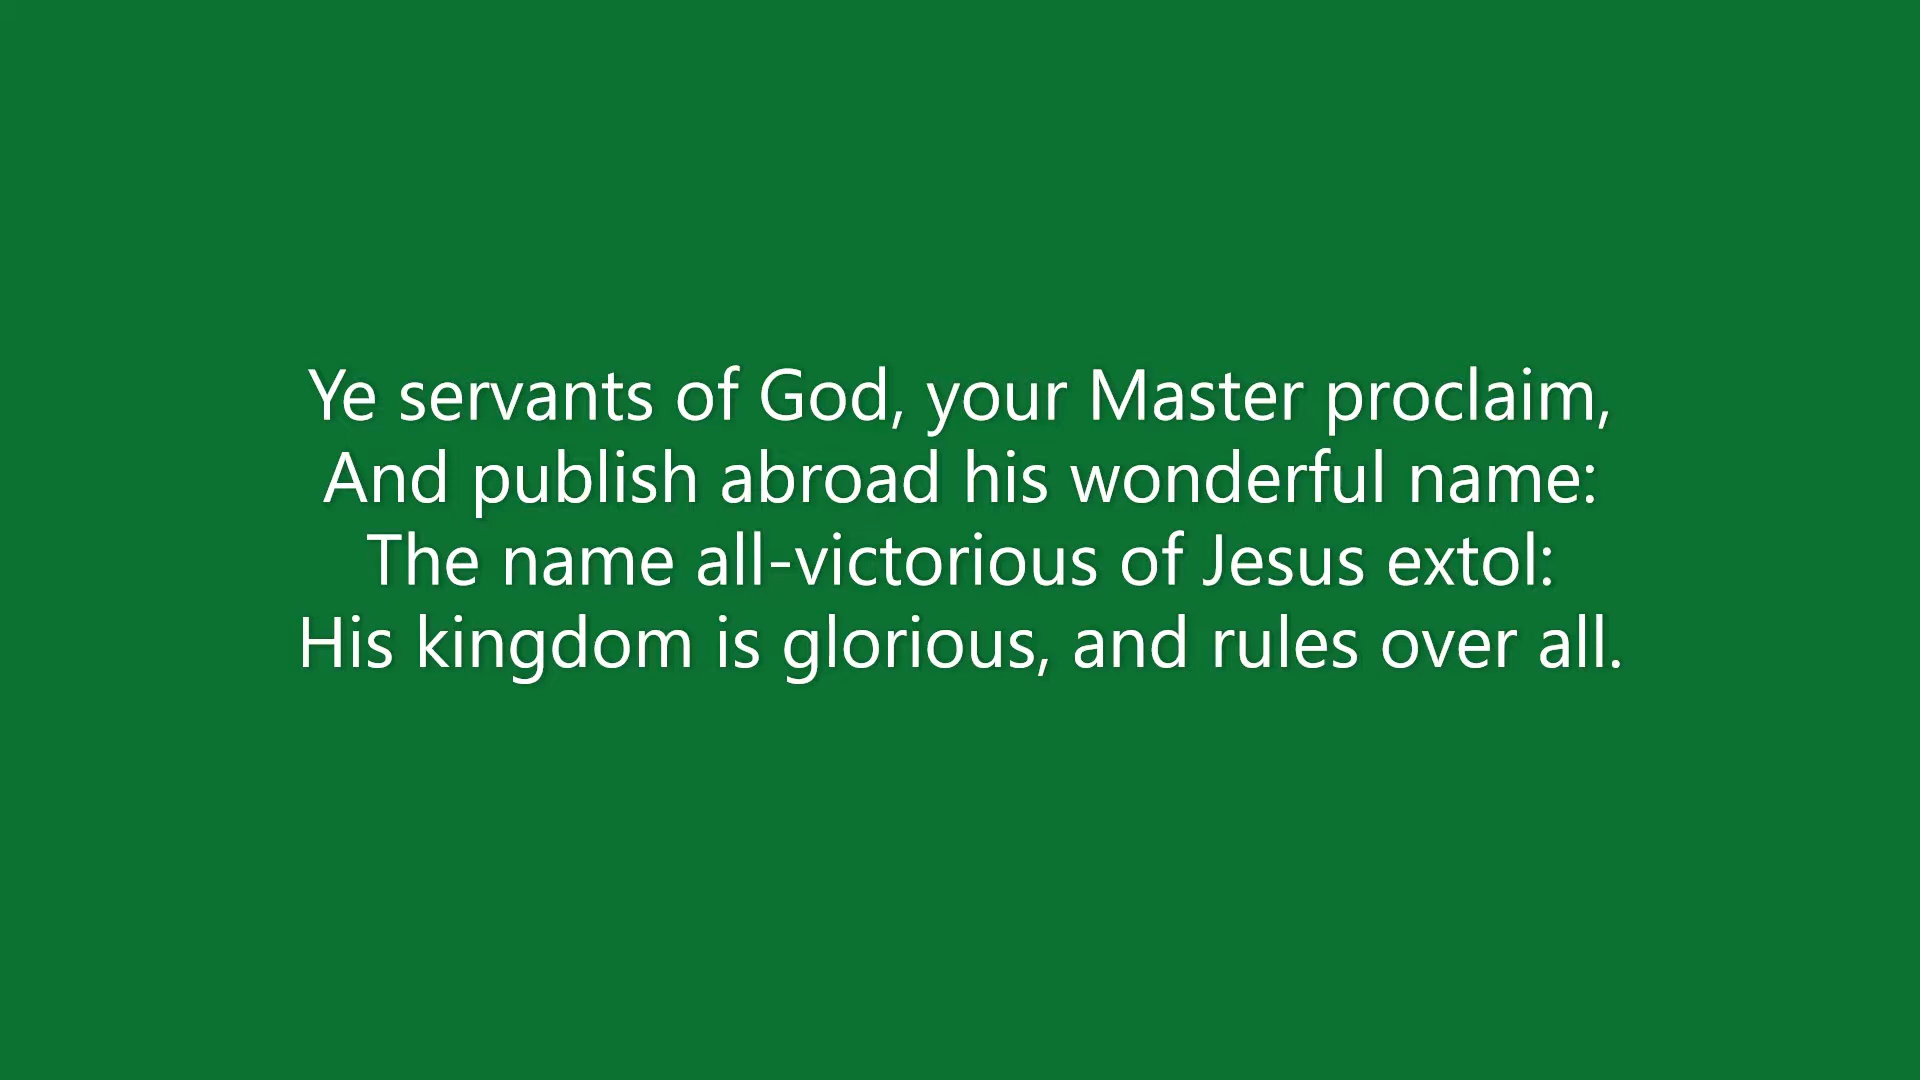 Ye servants of God, your Master proclaim,
And publish abroad his wonderful name:
The name all-victorious of Jesus extol:
His kingdom is glorious, and rules over all.